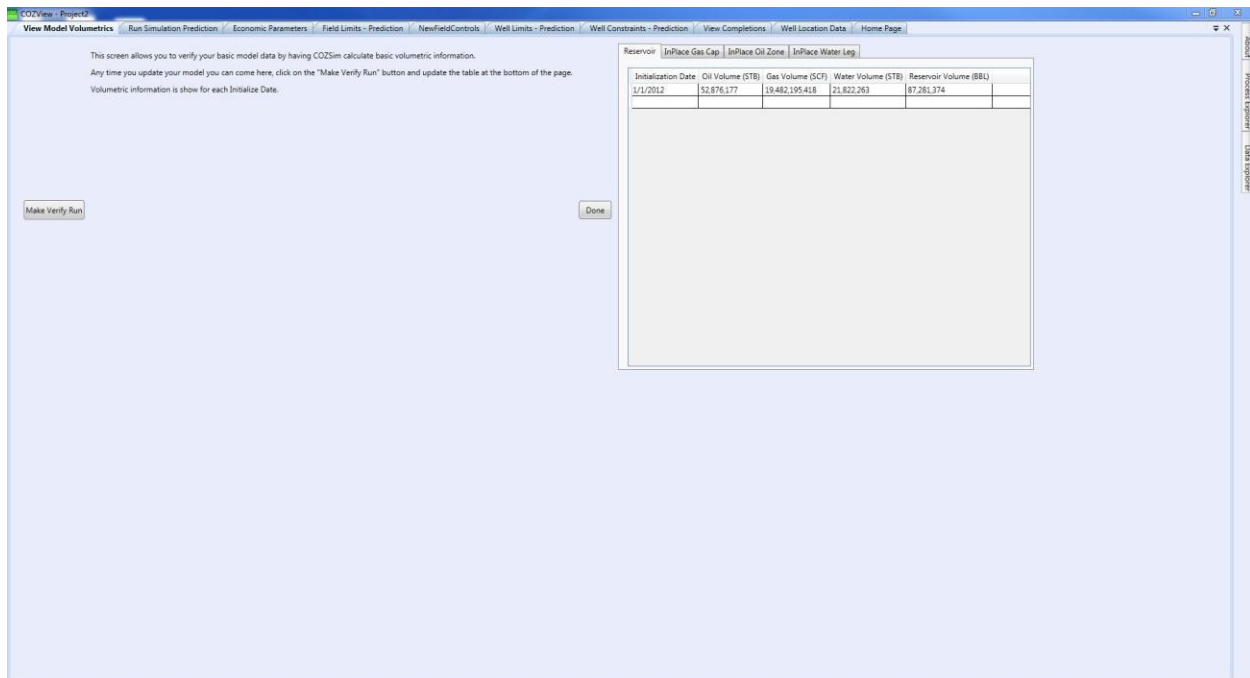 COZView - Project2
View Model Volumetrics Run Simulation Prediction Economic Parameters Field Limits - Prediction NewFieldControls Well Limits - Prediction Well Constraints - Prediction View Completions Well Location Data Home Page
This screen allows you to verify your basic model data by having COZSim calculate basic volumetric information.
Any time you update your model you can come here, click on the "Make Verify Run" button and update the table at the bottom of the page.
Volumetric information is show for each Initialize Date.
Make Verify Run
Done
Reservoir InPlace Gas Cap InPlace Oil Zone InPlace Water Leg
Initialization Date Oil Volume (STB) Gas Volume (SCF) Water Volume (STB) Reservoir Volume (BBL)
1/1/2012 52,876,177 19,482,195,418 21,822,263 87,281,374
About
Process Explorer
Data Explorer